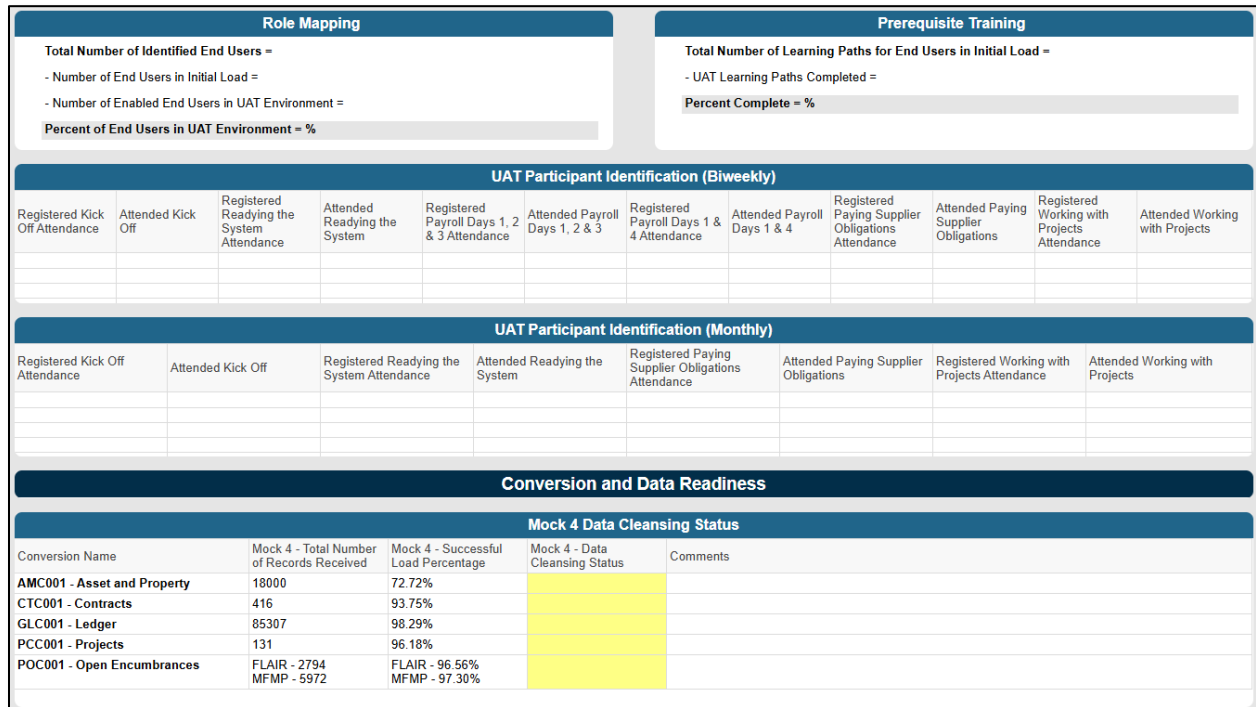 Role Mapping
Total Number of Identified End Users =
- Number of End Users in Initial Load =
- Number of Enabled End Users in UAT Environment =
Percent of End Users in UAT Environment = %
Prerequisite Training
Total Number of Learning Paths for End Users in Initial Load =
- UAT Learning Paths Completed =
Percent Complete = %
UAT Participant Identification (Biweekly)
Registered Kick
Off Attendance
Attended Kick
Off
Registered
Readying the
System
Attendance
Attended
Readying the
System
Registered
Payroll Days 1, 2
& 3 Attendance
Attended Payroll
Days 1, 2 & 3
Registered
Payroll Days 1 &
4 Attendance
Attended Payroll
Days 1 & 4
Registered
Paying Supplier
Obligations
Attendance
Attended Paying
Supplier
Obligations
Registered
Working with
Projects
Attendance
Attended Working
with Projects
UAT Participant Identification (Monthly)
Registered Kick Off
Attendance
Attended Kick Off
Registered Readying the
System Attendance
Attended Readying the
System
Registered Paying
Supplier Obligations
Attendance
Attended Paying Supplier
Obligations
Registered Working with
Projects Attendance
Attended Working with
Projects
Conversion and Data Readiness
Mock 4 Data Cleansing Status
Conversion Name
Mock 4 - Total Number
of Records Received
Mock 4 - Successful
Load Percentage
Mock 4 - Data
Cleansing Status
Comments
AMC001 - Asset and Property 18000 72.72%
CTC001 - Contracts 416 93.75%
GLC001 - Ledger 85307 98.29%
PCC001 - Projects 131 96.18%
POC001 - Open Encumbrances FLAIR - 2794 FLAIR - 96.56%
MFMP - 5972 MFMP - 97.30%